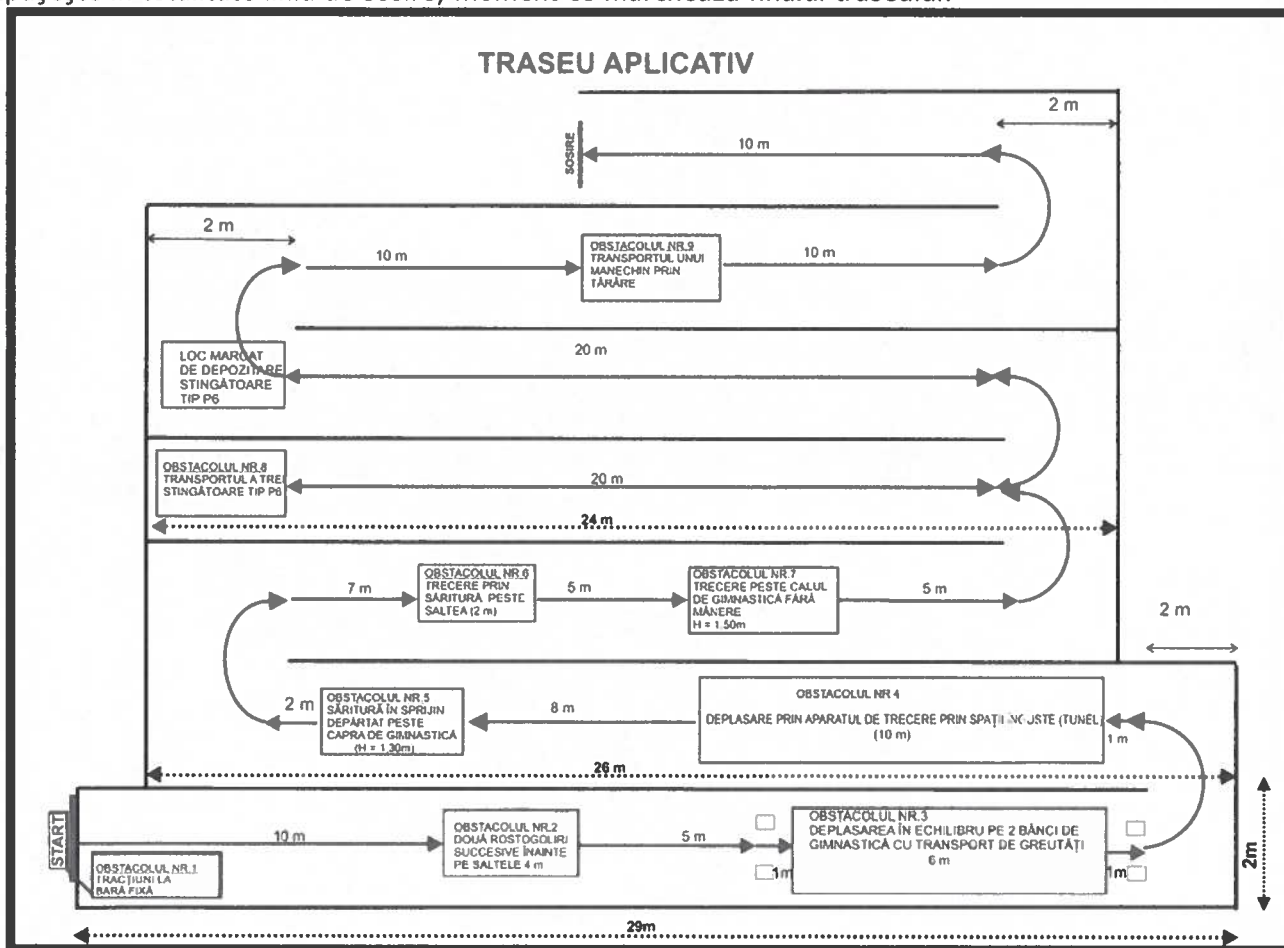 TRASEU APLICATIV
2 m
10 m
SOSIRE
2 m
10 m
OBSTACOLUL NR.9
TRANSPORTUL UNUI
MANECHIN PRIN
TÂRÂRE
10 m
LOC MARCAT
DE DEPOZITARE
STINGĂTOARE
TIP P6
20 m
OBSTACOLUL NR.8
TRANSPORTUL A TREI
STINGĂTOARE TIP P6
20 m
24 m
7 m
OBSTACOLUL NR.6
TRECERE PRIN
SĂRITURĂ PESTE
SALTEA (2 m)
5 m
OBSTACOLUL NR.7
TRECERE PESTE CALUL
DE GIMNASTICĂ FĂRĂ
MÂNERE
H = 1.50m
5 m
2 m
2 m
OBSTACOLUL NR.5
SĂRITURĂ ÎN SPRIJIN
DEPĂRTAT PESTE
CAPRA DE GIMNASTICĂ
(H = 1,30m)
8 m
OBSTACOLUL NR 4
DEPLASARE PRIN APARATUL DE TRECERE PRIN SPAȚII ÎNGUSTE (TUNEL)
(10 m)
1 m
26 m
START
OBSTACOLUL NR.1
TRACȚIUNI LA
BARĂ FIXĂ
10 m
OBSTACOLUL NR.2
DOUĂ ROSTOGOLIRI
SUCCESIVE ÎNAINTE
PE SALTELE 4 m
5 m
1m
OBSTACOLUL NR.3
DEPLASAREA ÎN ECHILIBRU PE 2 BĂNCI DE
GIMNASTICĂ CU TRANSPORT DE GREUTĂȚI
6 m
1m
2m
29m